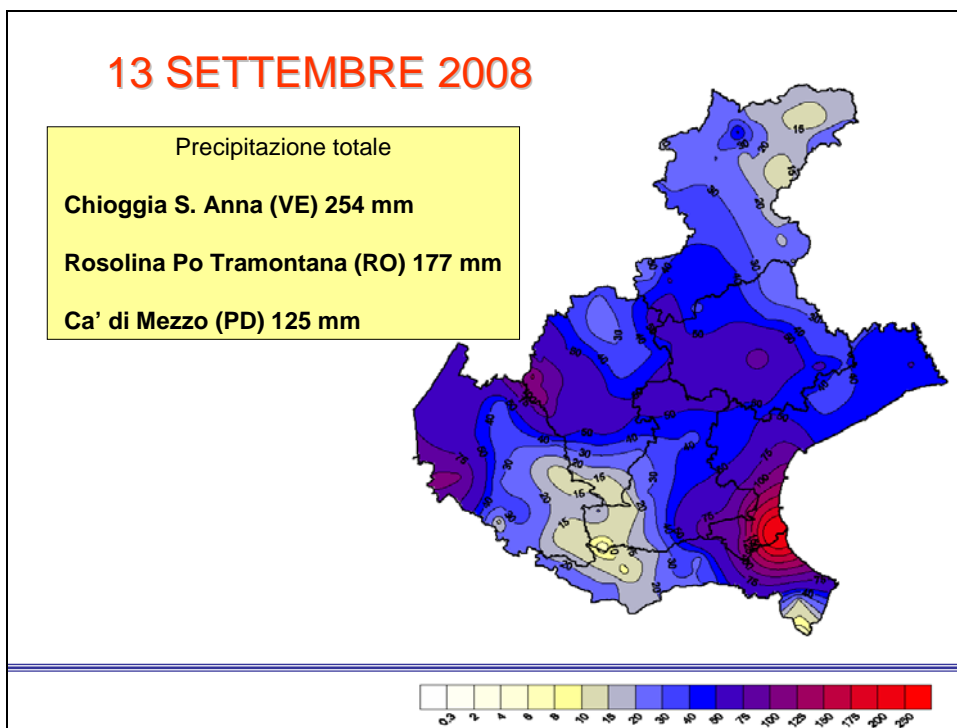 13 SETTEMBRE 2008
Precipitazione totale
Chioggia S. Anna (VE) 254 mm
Rosolina Po Tramontana (RO) 177 mm
Ca' di Mezzo (PD) 125 mm
0.3 2 4 6 8 10 15 20 30 40 50 75 100 125 150 175 200 250